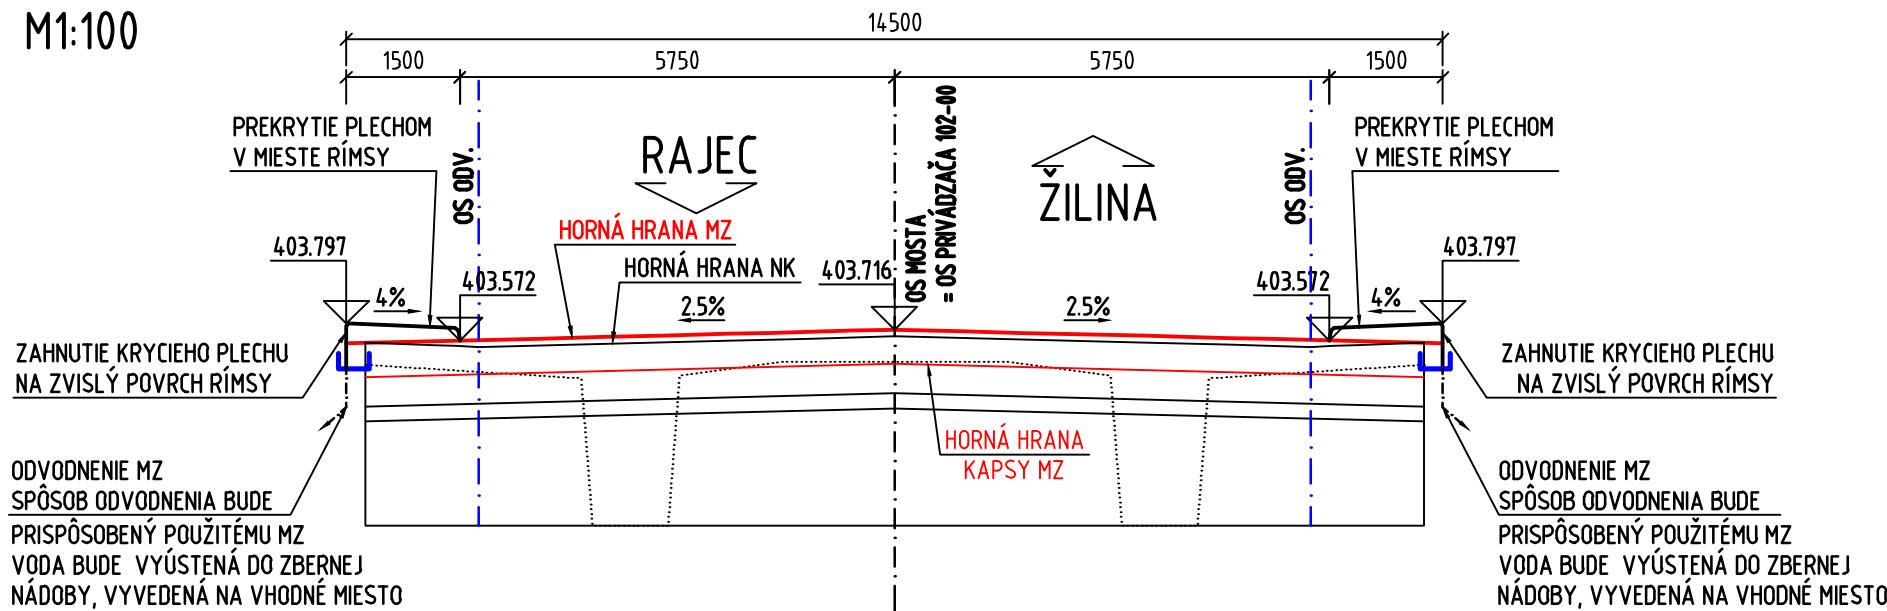 M1:100
14500
1500
5750
5750
1500
PREKRYTIE PLECHOM
V MIESTE RÍMSY
OS ODV.
RAJEC
OS MOSTA
= OS PRIVÁDZAČA 102-00
ŽILINA
OS ODV.
PREKRYTIE PLECHOM
V MIESTE RÍMSY
HORNÁ HRANA MZ
HORNÁ HRANA NK
403.797
403.572
403.716
403.572
403.797
4%
2.5%
2.5%
4%
ZAHNUTIE KRYCIEHO PLECHU
NA ZVISLÝ POVRCH RÍMSY
ZAHNUTIE KRYCIEHO PLECHU
NA ZVISLÝ POVRCH RÍMSY
HORNÁ HRANA
KAPSY MZ
ODVODNENIE MZ
SPÔSOB ODVODNENIA BUDE
PRISPÔSOBENÝ POUŽITÉMU MZ
VODA BUDE VYÚSTENÁ DO ZBERNEJ
NÁDOBY, VYVEDENÁ NA VHODNÉ MIESTO
ODVODNENIE MZ
SPÔSOB ODVODNENIA BUDE
PRISPÔSOBENÝ POUŽITÉMU MZ
VODA BUDE VYÚSTENÁ DO ZBERNEJ
NÁDOBY, VYVEDENÁ NA VHODNÉ MIESTO